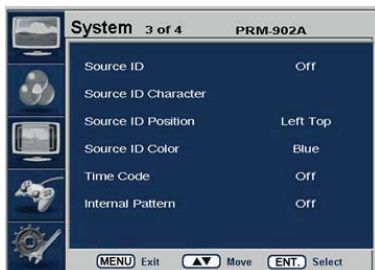 System 3 of 4 PRM-902A
Source ID Off
Source ID Character
Source ID Position Left Top
Source ID Color Blue
Time Code Off
Internal Pattern Off
MENU Exit ▲▼ Move ENT. Select